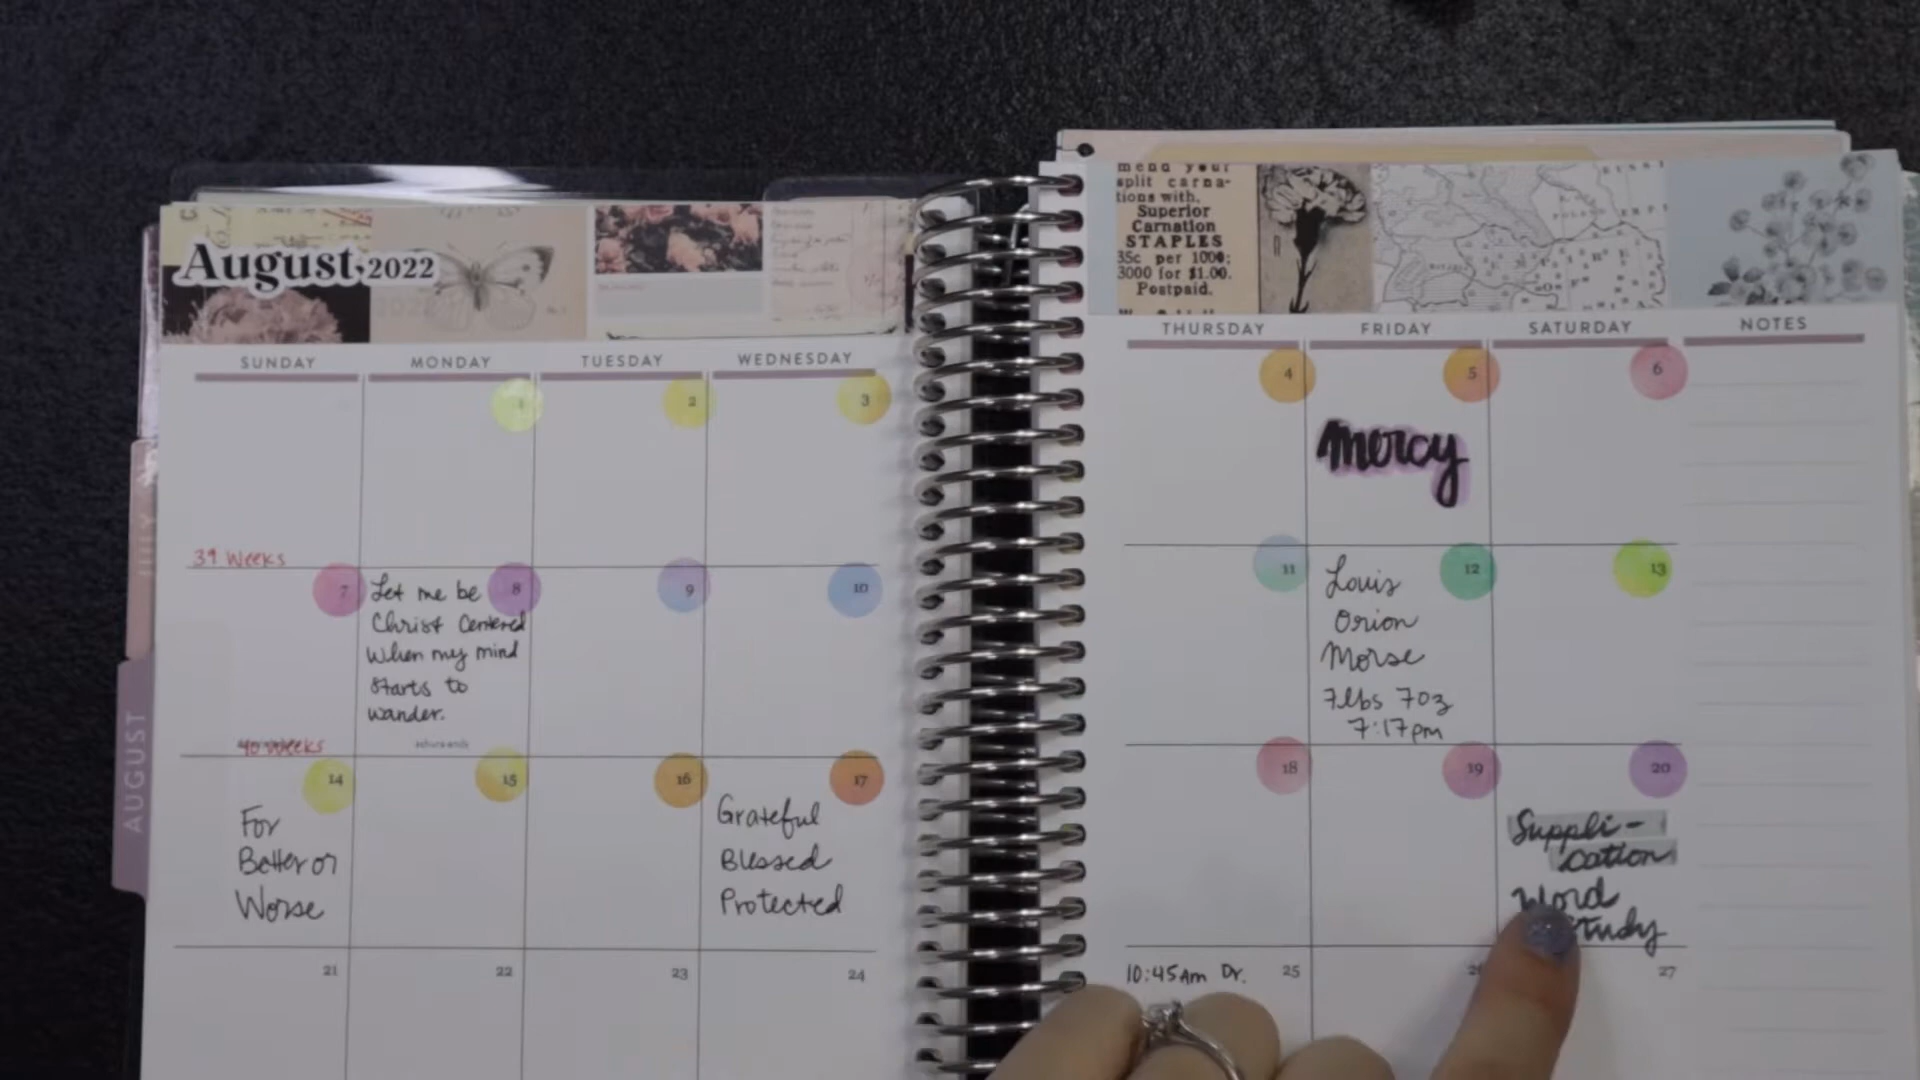 August 2022
mend your
split carna-
tions with,
Superior
Carnation
STAPLES
35c per 1000;
3000 for $1.00.
Postpaid.
SUNDAY MONDAY TUESDAY WEDNESDAY
THURSDAY FRIDAY SATURDAY NOTES
1 2 3
4 5 6
mercy
39 Weeks
7 8 9 10
Let me be
Christ Centered
When my mind
Starts to
wander.
11 12 13
Louis
Orion
Morse
7lbs 7oz
7:17pm
40 Weeks
14 15 16 17
For
Better or
Worse
Grateful
Blessed
Protected
18 19 20
Suppli-
cation
Word
Study
21 22 23 24
10:45Am Dr. 25 27
JULY
AUGUST